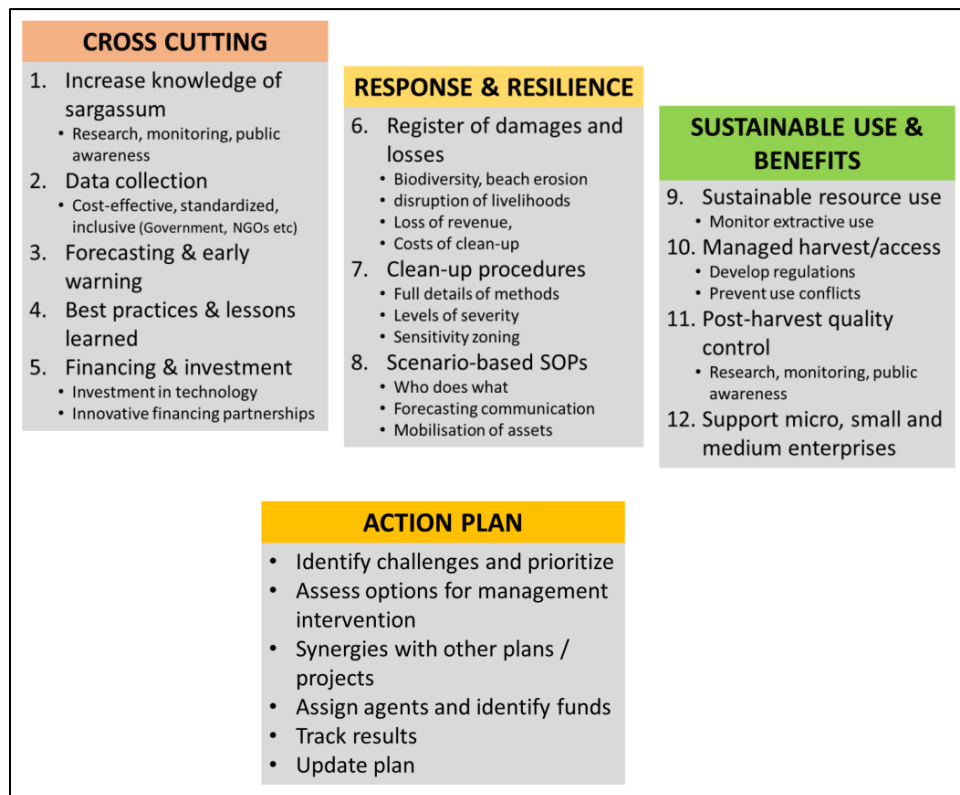 CROSS CUTTING
1. Increase knowledge of
sargassum
• Research, monitoring, public
awareness
2. Data collection
• Cost-effective, standardized,
inclusive (Government, NGOs etc)
3. Forecasting & early
warning
4. Best practices & lessons
learned
5. Financing & investment
• Investment in technology
• Innovative financing partnerships
RESPONSE & RESILIENCE
6. Register of damages and
losses
• Biodiversity, beach erosion
• disruption of livelihoods
• Loss of revenue,
• Costs of clean-up
7. Clean-up procedures
• Full details of methods
• Levels of severity
• Sensitivity zoning
8. Scenario-based SOPs
• Who does what
• Forecasting communication
• Mobilisation of assets
SUSTAINABLE USE &
BENEFITS
9. Sustainable resource use
• Monitor extractive use
10. Managed harvest/access
• Develop regulations
• Prevent use conflicts
11. Post-harvest quality
control
• Research, monitoring, public
awareness
12. Support micro, small and
medium enterprises
ACTION PLAN
• Identify challenges and prioritize
• Assess options for management
intervention
• Synergies with other plans /
projects
• Assign agents and identify funds
• Track results
• Update plan